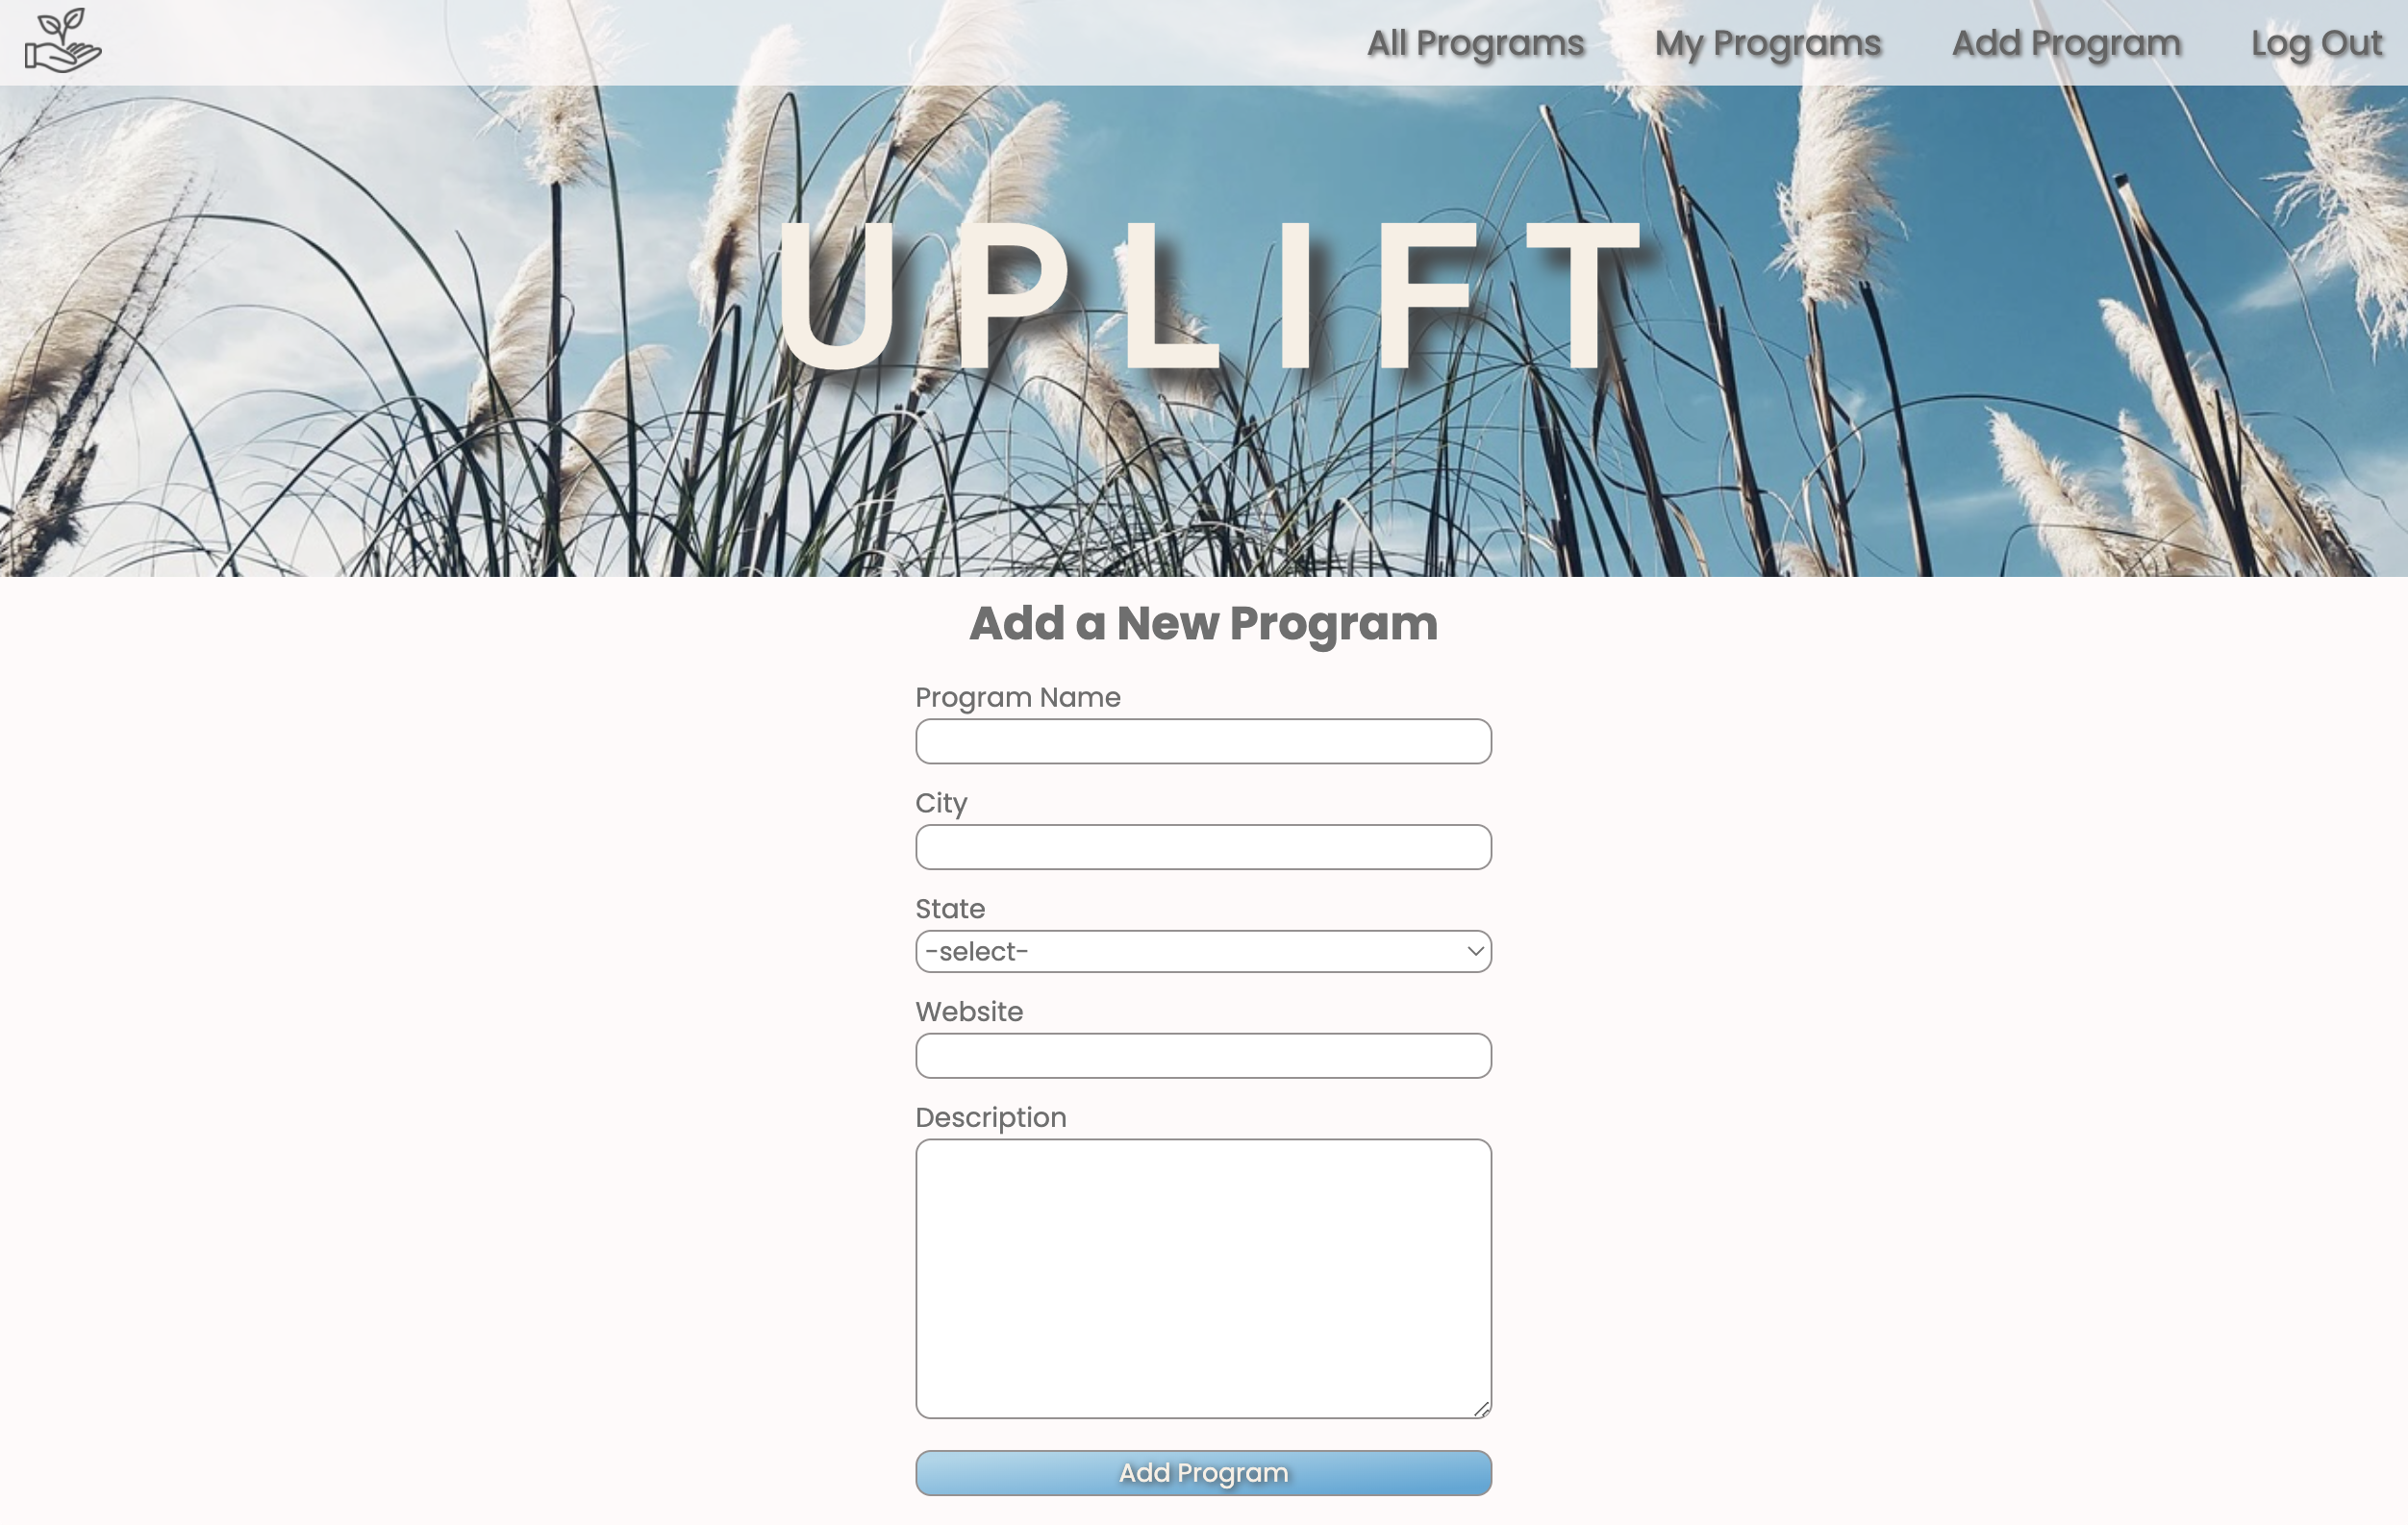 All Programs My Programs Add Program Log Out
UPLIFT
Add a New Program
Program Name
City
State
-select-
Website
Description
Add Program